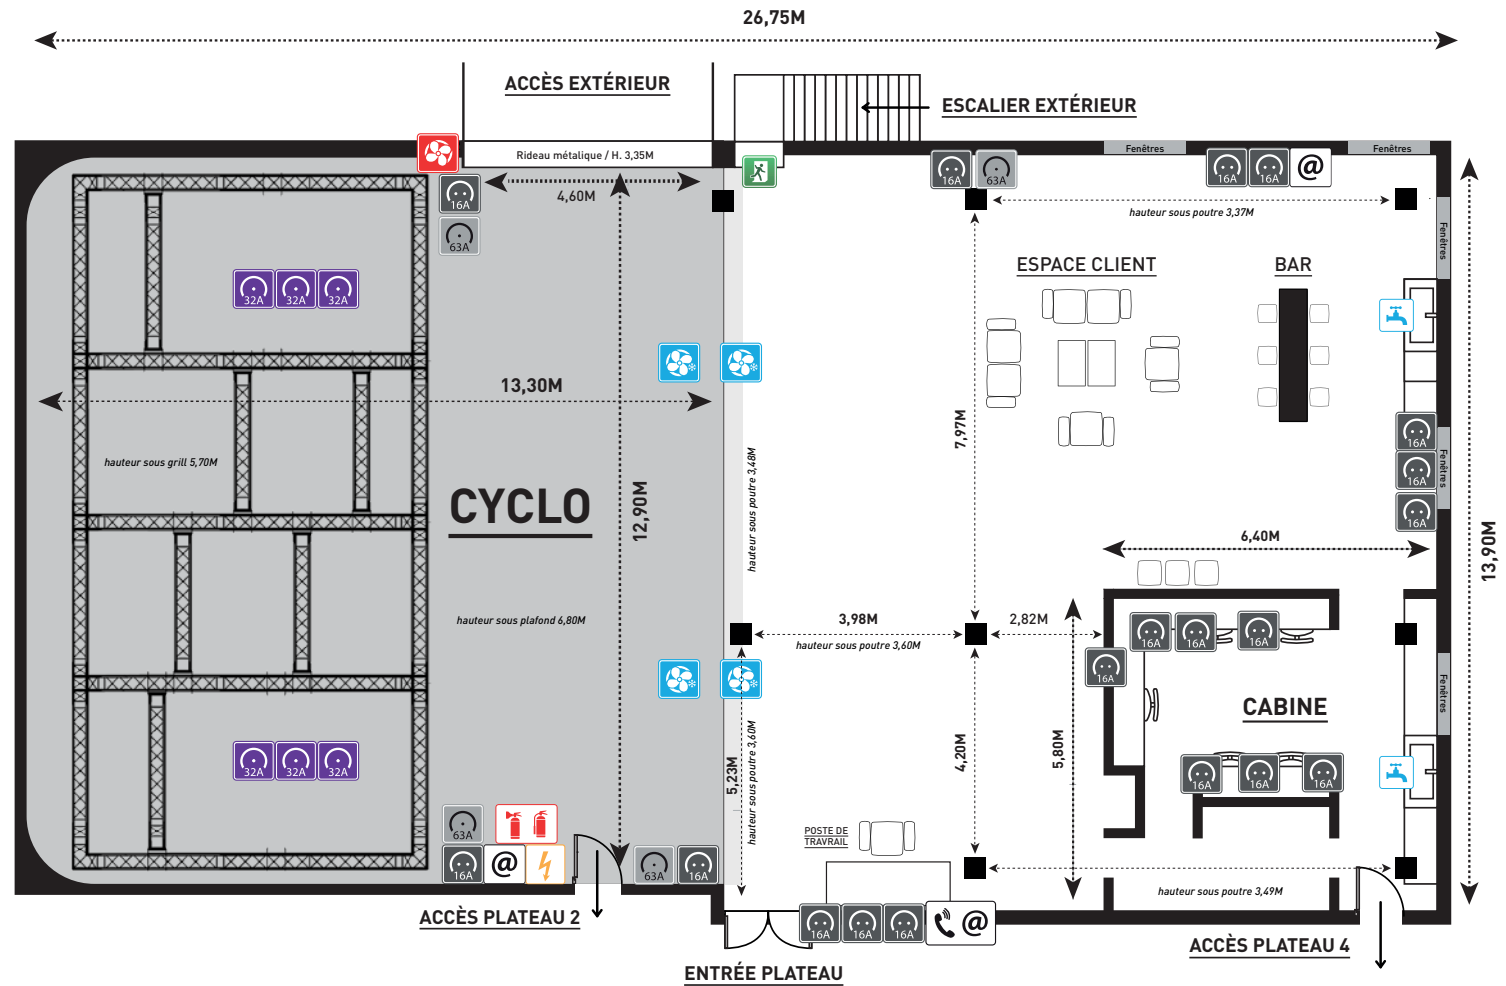 26,75M
ACCÈS EXTÉRIEUR
ESCALIER EXTÉRIEUR
Rideau métalique / H. 3,35M
Fenêtres
Fenêtres
16A
63A
4,60M
16A
63A
16A
16A
@
hauteur sous poutre 3,37M
Fenêtres
32A
32A
32A
ESPACE CLIENT
BAR
13,30M
7,97M
hauteur sous poutre 3,48M
16A
16A
16A
Fenêtres
hauteur sous grill 5,70M
CYCLO
12,90M
6,40M
13,90M
hauteur sous plafond 6,80M
3,98M
hauteur sous poutre 3,60M
2,82M
16A
16A
16A
16A
CABINE
Fenêtres
4,20M
5,80M
5,23M
hauteur sous poutre 3,60M
32A
32A
32A
16A
16A
16A
63A
16A
@
63A
16A
POSTE DE
TRAVRAIL
hauteur sous poutre 3,49M
ACCÈS PLATEAU 2
16A
16A
16A
@
ACCÈS PLATEAU 4
ENTRÉE PLATEAU